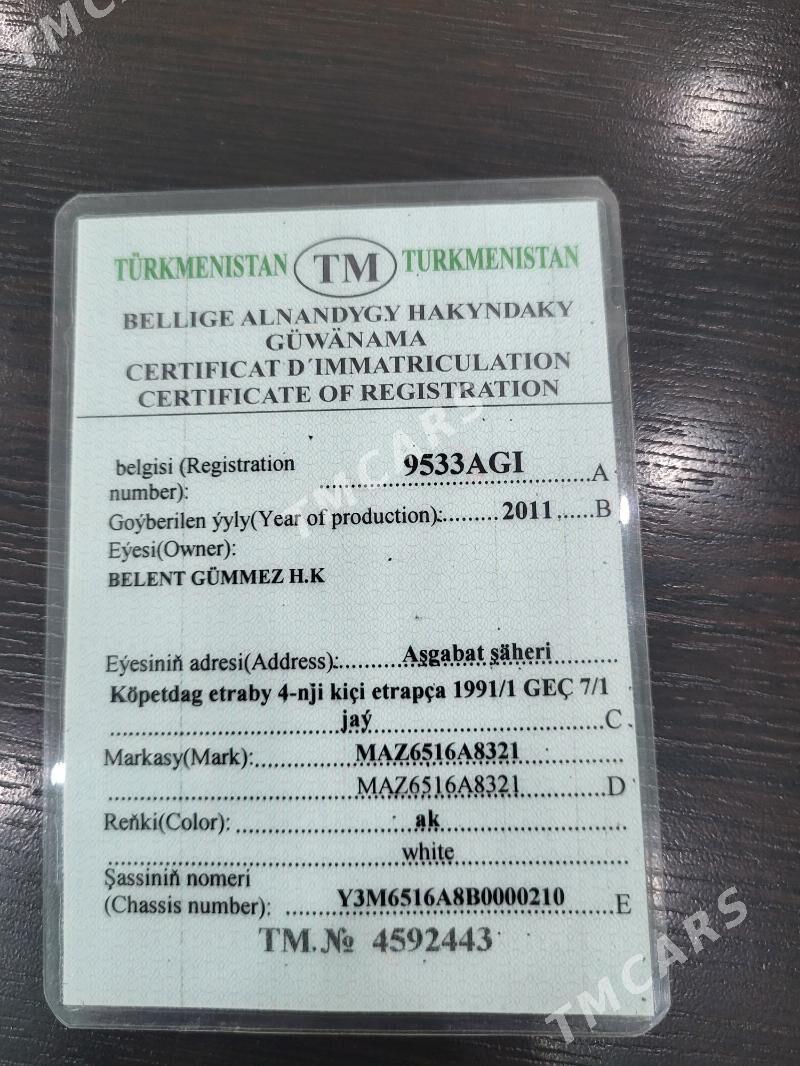 TMCARS
TÜRKMENISTAN TM TURKMENISTAN
BELLIGE ALNANDYGY HAKYNDAKY
GÜWÄNAMA
CERTIFICAT D´IMMATRICULATION
CERTIFICATE OF REGISTRATION
belgisi (Registration
number): 9533AGI A
Goýberilen ýyly(Year of production): 2011 B
Eýesi(Owner):
BELENT GÜMMEZ H.K
TMCARS
Eýesiniň adresi(Address): Aşgabat şäheri
Köpetdag etraby 4-nji kiçi etrapça 1991/1 GEÇ 7/1
jaý C
Markasy(Mark): MAZ6516A8321
MAZ6516A8321 D
Reňki(Color): ak
white
Şassiniň nomeri
(Chassis number): Y3M6516A8B0000210 E
TM.№ 4592443
TMCARS